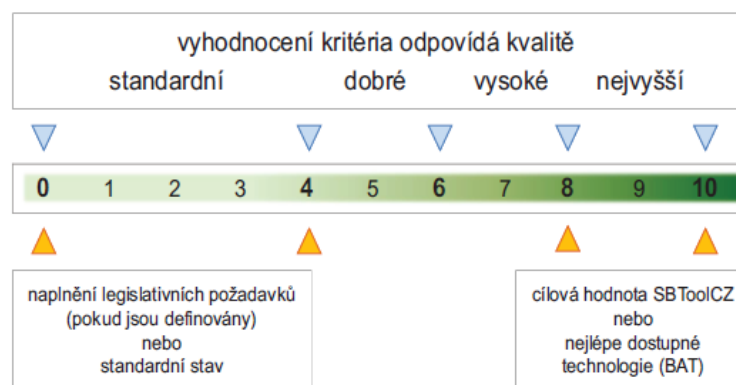 vyhodnocení kritéria odpovídá kvalitě
standardní dobré vysoké nejvyšší
0 1 2 3 4 5 6 7 8 9 10
naplnění legislativních požadavků
(pokud jsou definovány)
nebo
standardní stav
cílová hodnota SBToolCZ
nebo
nejlépe dostupné
technologie (BAT)